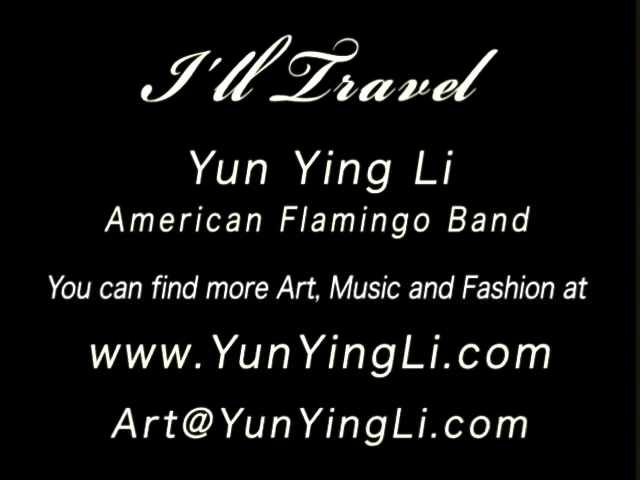 I'll Travel
Yun Ying Li
American Flamingo Band
You can find more Art, Music and Fashion at
www.YunYingLi.com
Art@YunYingLi.com